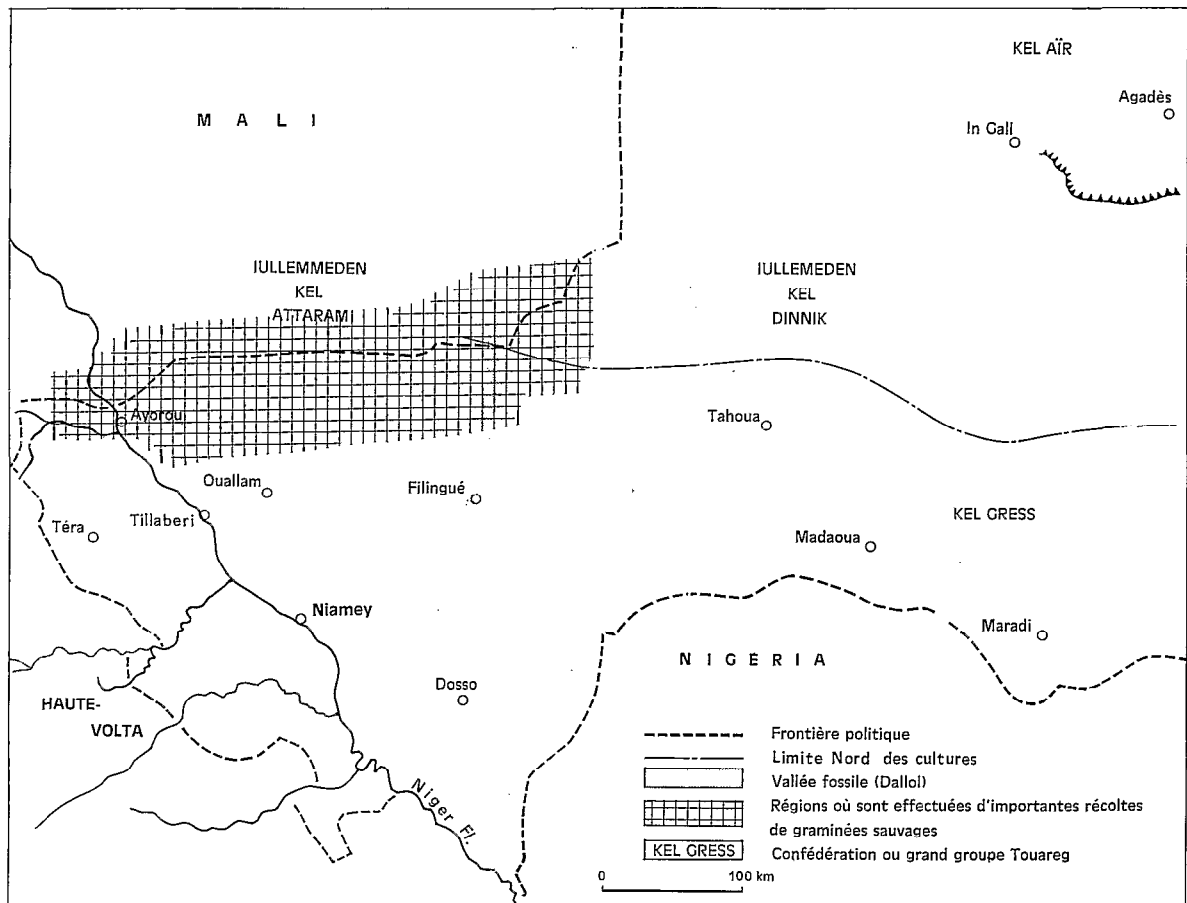 KEL AÏR
Agadès
In Gall
M A L I
IULLEMMEDEN
KEL
ATTARAM
IULLEMEDEN
KEL
DINNIK
Ayorou
Tahoua
Ouallam
Filingué
Téra
Tillaberi
KEL GRESS
Madaoua
Niamey
Maradi
N I G É R I A
Dosso
HAUTE-
VOLTA
Niger Fl.
Frontière politique
Limite Nord des cultures
Vallée fossile (Dallol)
Régions où sont effectuées d'importantes récoltes
de graminées sauvages
KEL GRESS
Confédération ou grand groupe Touareg
0 100 km